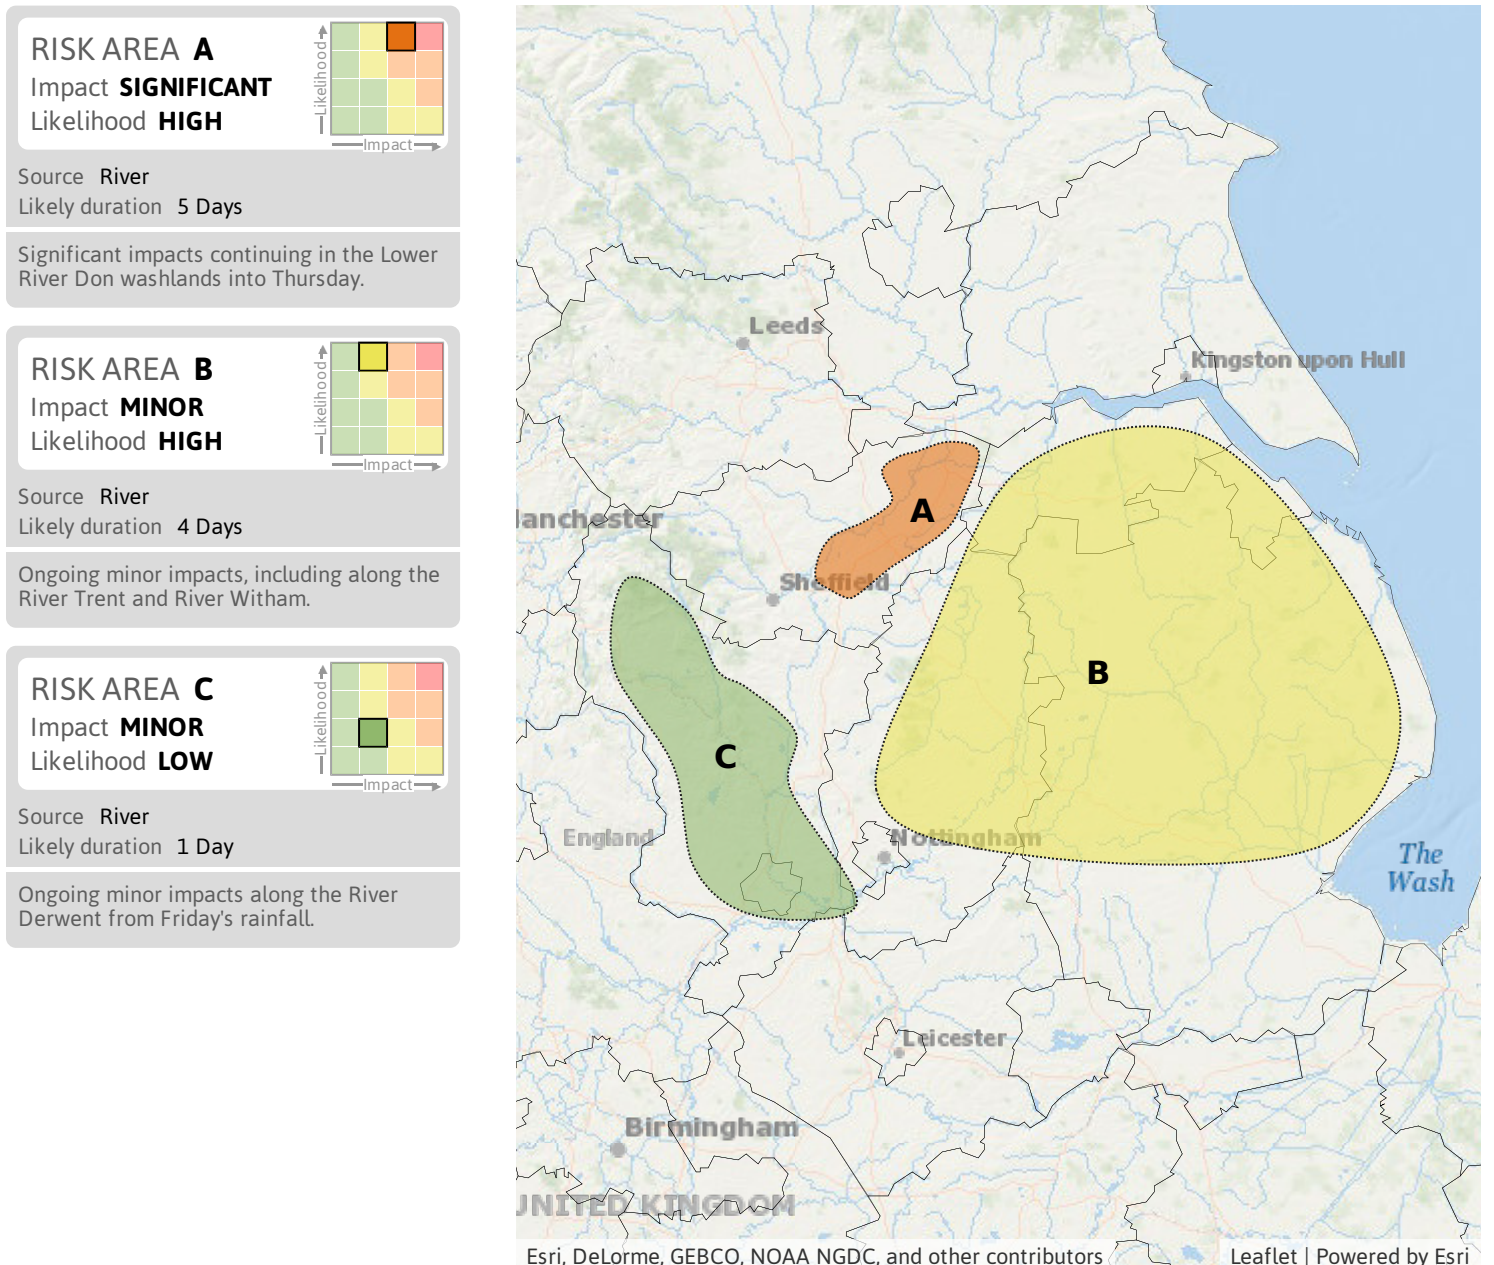 RISK AREA A
Impact SIGNIFICANT
Likelihood HIGH
Likelihood
Impact
Source River
Likely duration 5 Days
Significant impacts continuing in the Lower
River Don washlands into Thursday.
RISK AREA B
Impact MINOR
Likelihood HIGH
Likelihood
Impact
Source River
Likely duration 4 Days
Ongoing minor impacts, including along the
River Trent and River Witham.
RISK AREA C
Impact MINOR
Likelihood LOW
Likelihood
Impact
Source River
Likely duration 1 Day
Ongoing minor impacts along the River
Derwent from Friday's rainfall.
Leeds
Kingston upon Hull
A
anchester
Sheffield
B
C
England
Nottingham
The
Wash
Leicester
Birmingham
UNITED KINGDOM
Esri, DeLorme, GEBCO, NOAA NGDC, and other contributors
Leaflet | Powered by Esri